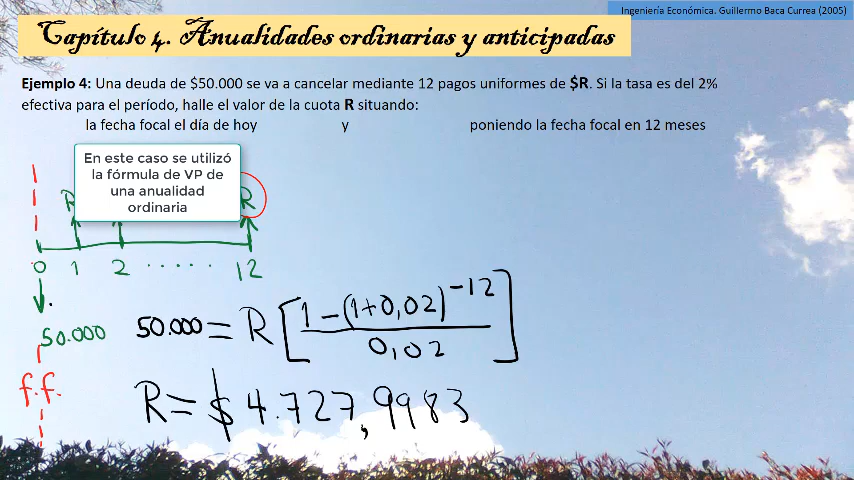 Ingeniería Económica. Guillermo Baca Currea (2005)
Capítulo 4. Anualidades ordinarias y anticipadas
Ejemplo 4: Una deuda de $50.000 se va a cancelar mediante 12 pagos uniformes de $R. Si la tasa es del 2%
efectiva para el período, halle el valor de la cuota R situando:
la fecha focal el día de hoy y poniendo la fecha focal en 12 meses
En este caso se utilizó
la fórmula de VP de
una anualidad
ordinaria
R R
0 1 2 ..... 12
50.000
f.f.
50.000 = R [ 1-(1+0,02)^-12 / 0,02 ]
R = $ 4.727,9983